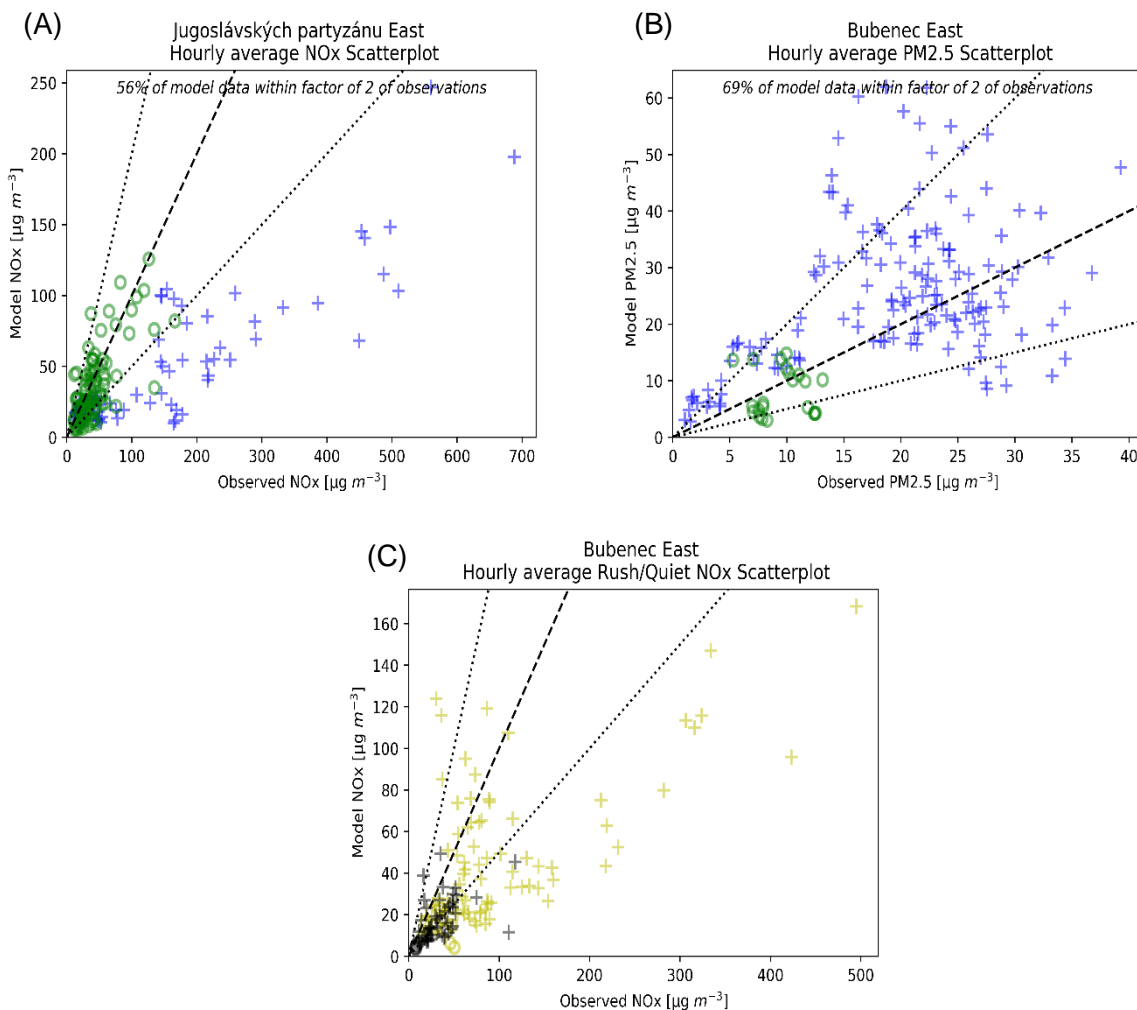 (A)
Jugoslávských partyzánu East
Hourly average NOx Scatterplot
56% of model data within factor of 2 of observations
Model NOx [µg m⁻³]
250
200
150
100
50
0
0 100 200 300 400 500 600 700
Observed NOx [µg m⁻³]
(B)
Bubenec East
Hourly average PM2.5 Scatterplot
69% of model data within factor of 2 of observations
Model PM2.5 [µg m⁻³]
60
50
40
30
20
10
0
0 5 10 15 20 25 30 35 40
Observed PM2.5 [µg m⁻³]
(C)
Bubenec East
Hourly average Rush/Quiet NOx Scatterplot
Model NOx [µg m⁻³]
160
140
120
100
80
60
40
20
0
0 100 200 300 400 500
Observed NOx [µg m⁻³]